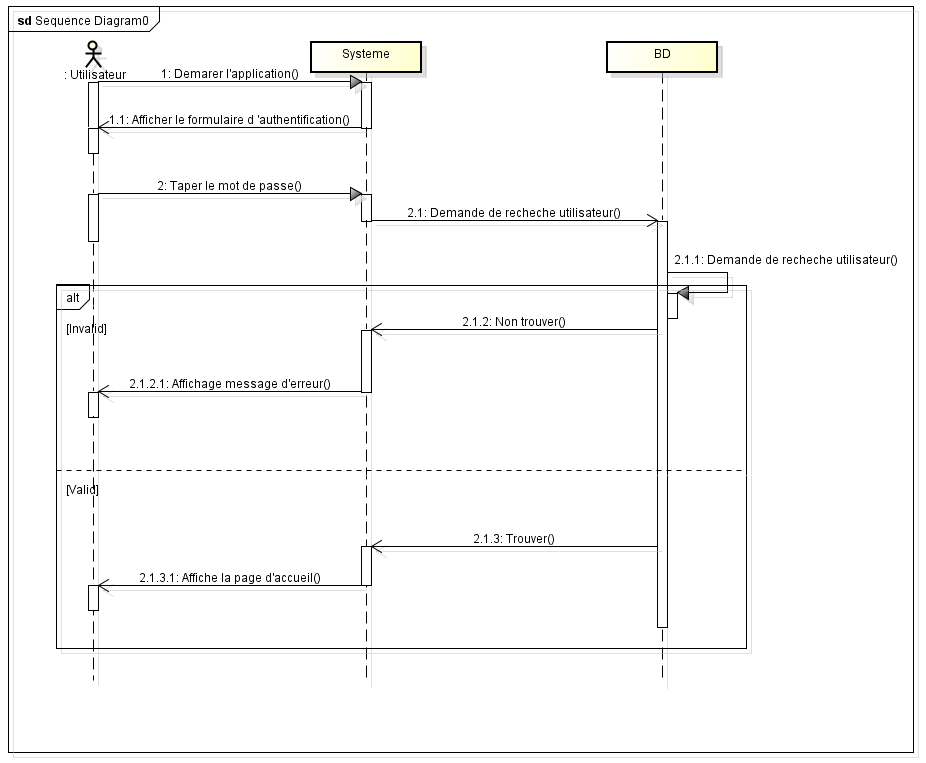 sd Sequence Diagram0
: Utilisateur
Systeme
BD
1: Demarer l'application()
1.1: Afficher le formulaire d 'authentification()
2: Taper le mot de passe()
2.1: Demande de recheche utilisateur()
2.1.1: Demande de recheche utilisateur()
alt
[Invalid]
2.1.2: Non trouver()
2.1.2.1: Affichage message d'erreur()
[Valid]
2.1.3: Trouver()
2.1.3.1: Affiche la page d'accueil()